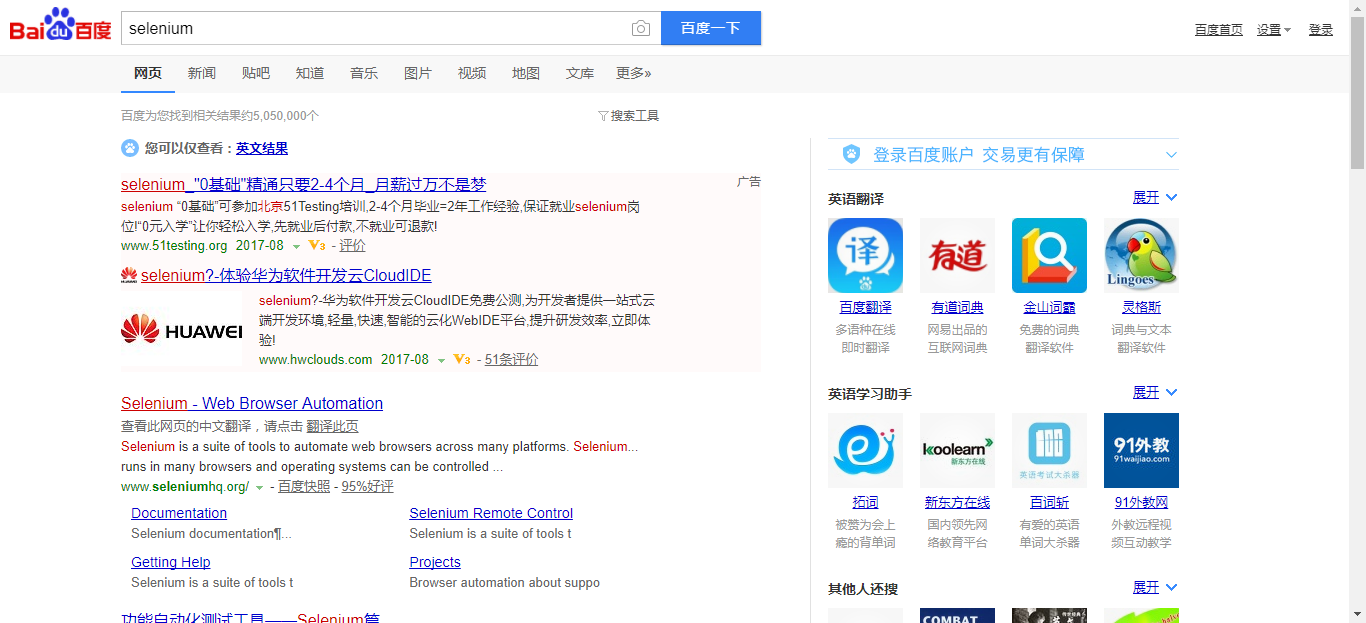 Bai du 百度
selenium
百度一下
百度首页 设置 登录
网页 新闻 贴吧 知道 音乐 图片 视频 地图 文库 更多»
百度为您找到相关结果约5,050,000个
搜索工具
您可以仅查看：英文结果
selenium_"0基础"精通只要2-4个月_月薪过万不是梦
广告
selenium “0基础”可参加北京51Testing培训,2-4个月毕业=2年工作经验,保证就业selenium岗
位!“0元入学”让你轻松入学,先就业后付款,不就业可退款!
www.51testing.org 2017-08 V3 - 评价
HUAWEI
selenium?-体验华为软件开发云CloudIDE
HUAWEI
selenium?-华为软件开发云CloudIDE免费公测,为开发者提供一站式云
端开发环境,轻量,快速,智能的云化WebIDE平台,提升研发效率,立即体
验!
www.hwclouds.com 2017-08 V3 - 51条评价
Selenium - Web Browser Automation
查看此网页的中文翻译，请点击 翻译此页
Selenium is a suite of tools to automate web browsers across many platforms. Selenium...
runs in many browsers and operating systems can be controlled ...
www.seleniumhq.org/ - 百度快照 - 95%好评
Documentation
Selenium documentation¶...
Selenium Remote Control
Selenium is a suite of tools t
Getting Help
Selenium is a suite of tools t
Projects
Browser automation about suppo
功能自动化测试工具——Selenium篇
登录百度账户 交易更有保障
英语翻译 展开
译 有道 Lingoes
百度翻译 有道词典 金山词霸 灵格斯
多语种在线 网易出品的 免费的词典 词典与文本
即时翻译 互联网词典 翻译软件 翻译软件
英语学习助手 展开
koolearn 91外教
新东方在线 英语考试大杀器 91waijiao.com
拓词 新东方在线 百词斩 91外教网
被赞为会上 国内领先网 有爱的英语 外教远程视
瘾的背单词 络教育平台 单词大杀器 频互动教学
其他人还搜 展开
COMBAT